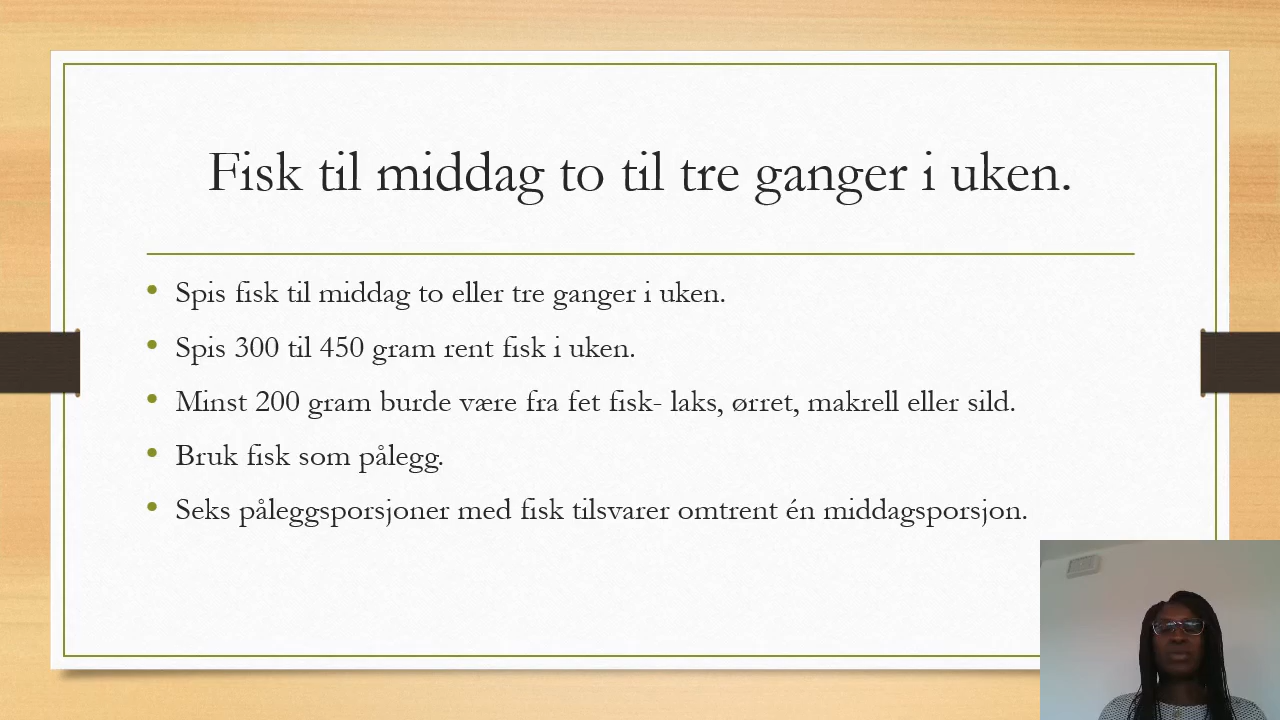 Fisk til middag to til tre ganger i uken.
• Spis fisk til middag to eller tre ganger i uken.
• Spis 300 til 450 gram rent fisk i uken.
• Minst 200 gram burde være fra fet fisk- laks, ørret, makrell eller sild.
• Bruk fisk som pålegg.
• Seks påleggsporsjoner med fisk tilsvarer omtrent én middagsporsjon.